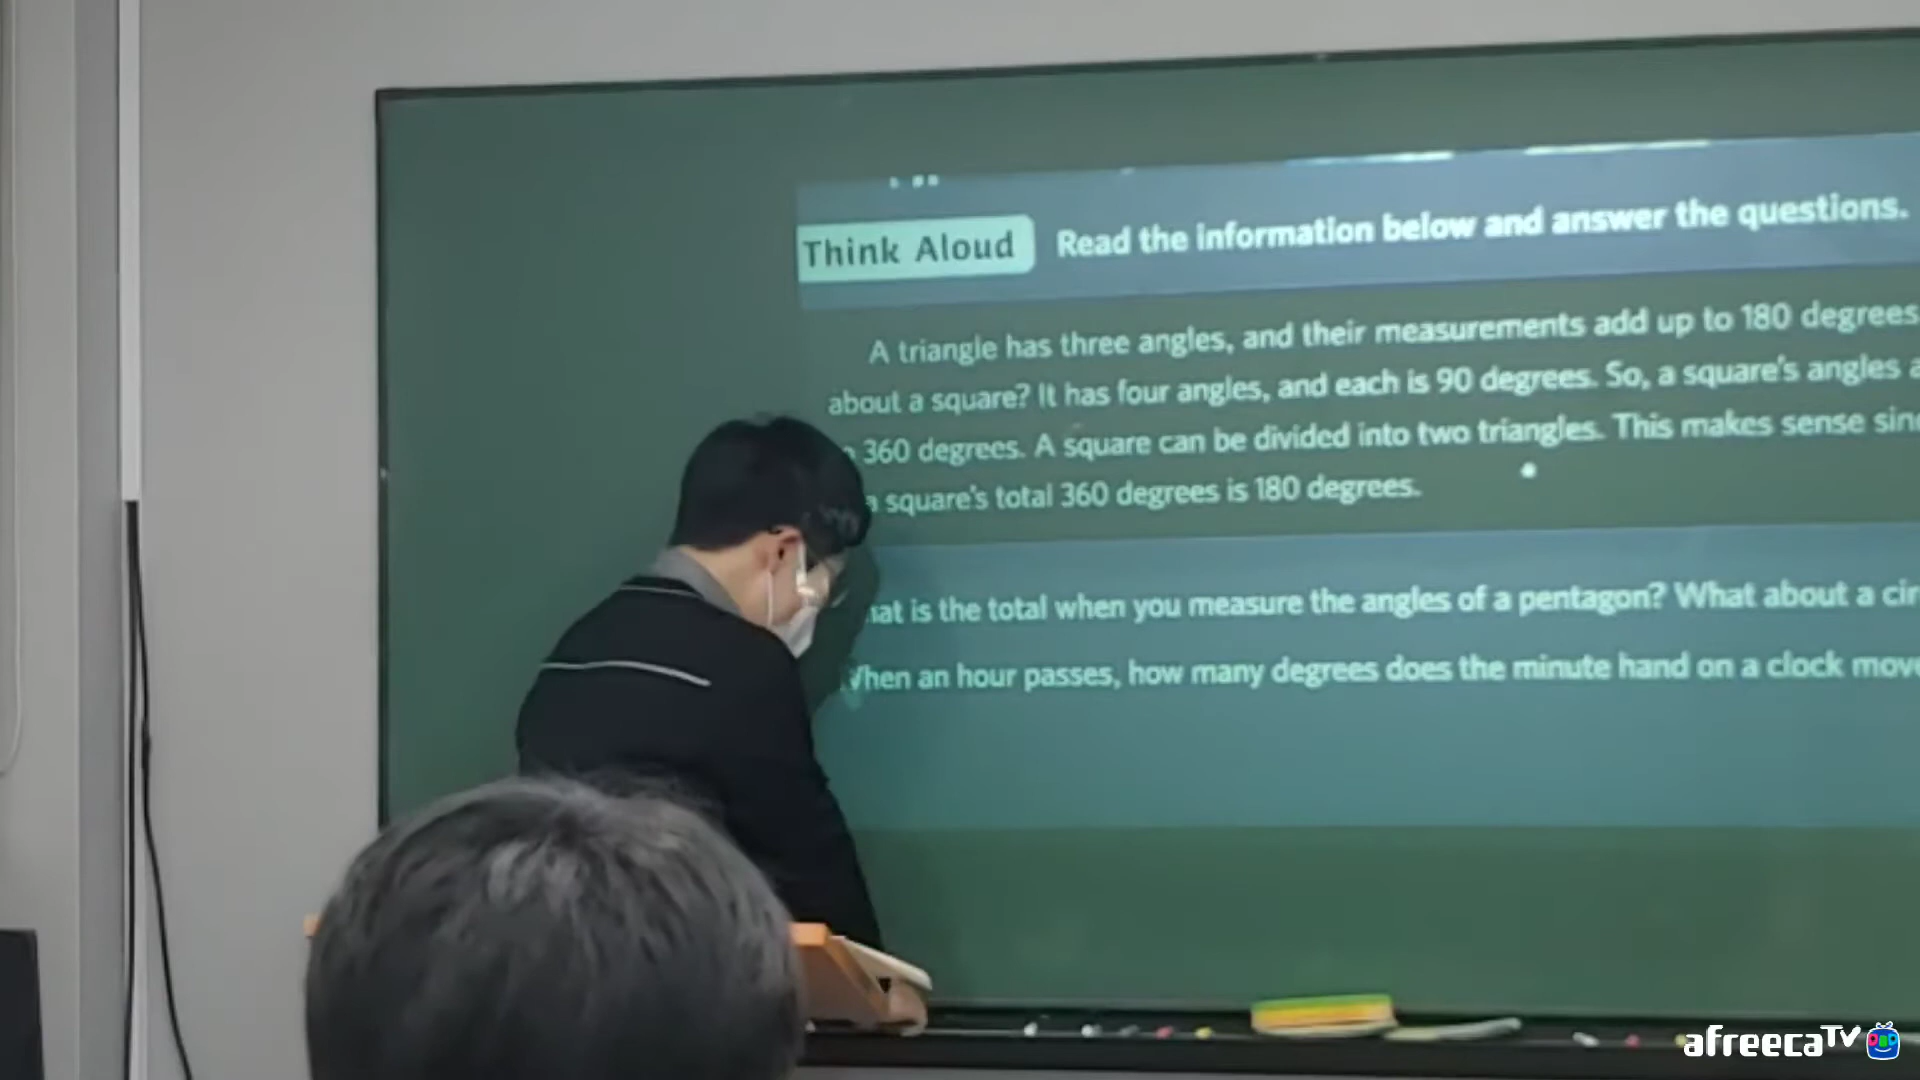 Think Aloud Read the information below and answer the questions.
A triangle has three angles, and their measurements add up to 180 degrees.
about a square? It has four angles, and each is 90 degrees. So, a square's angles
360 degrees. A square can be divided into two triangles. This makes sense
a square's total 360 degrees is 180 degrees.
is the total when you measure the angles of a pentagon? What about a
an hour passes, how many degrees does the minute hand on a clock
afreecaTV